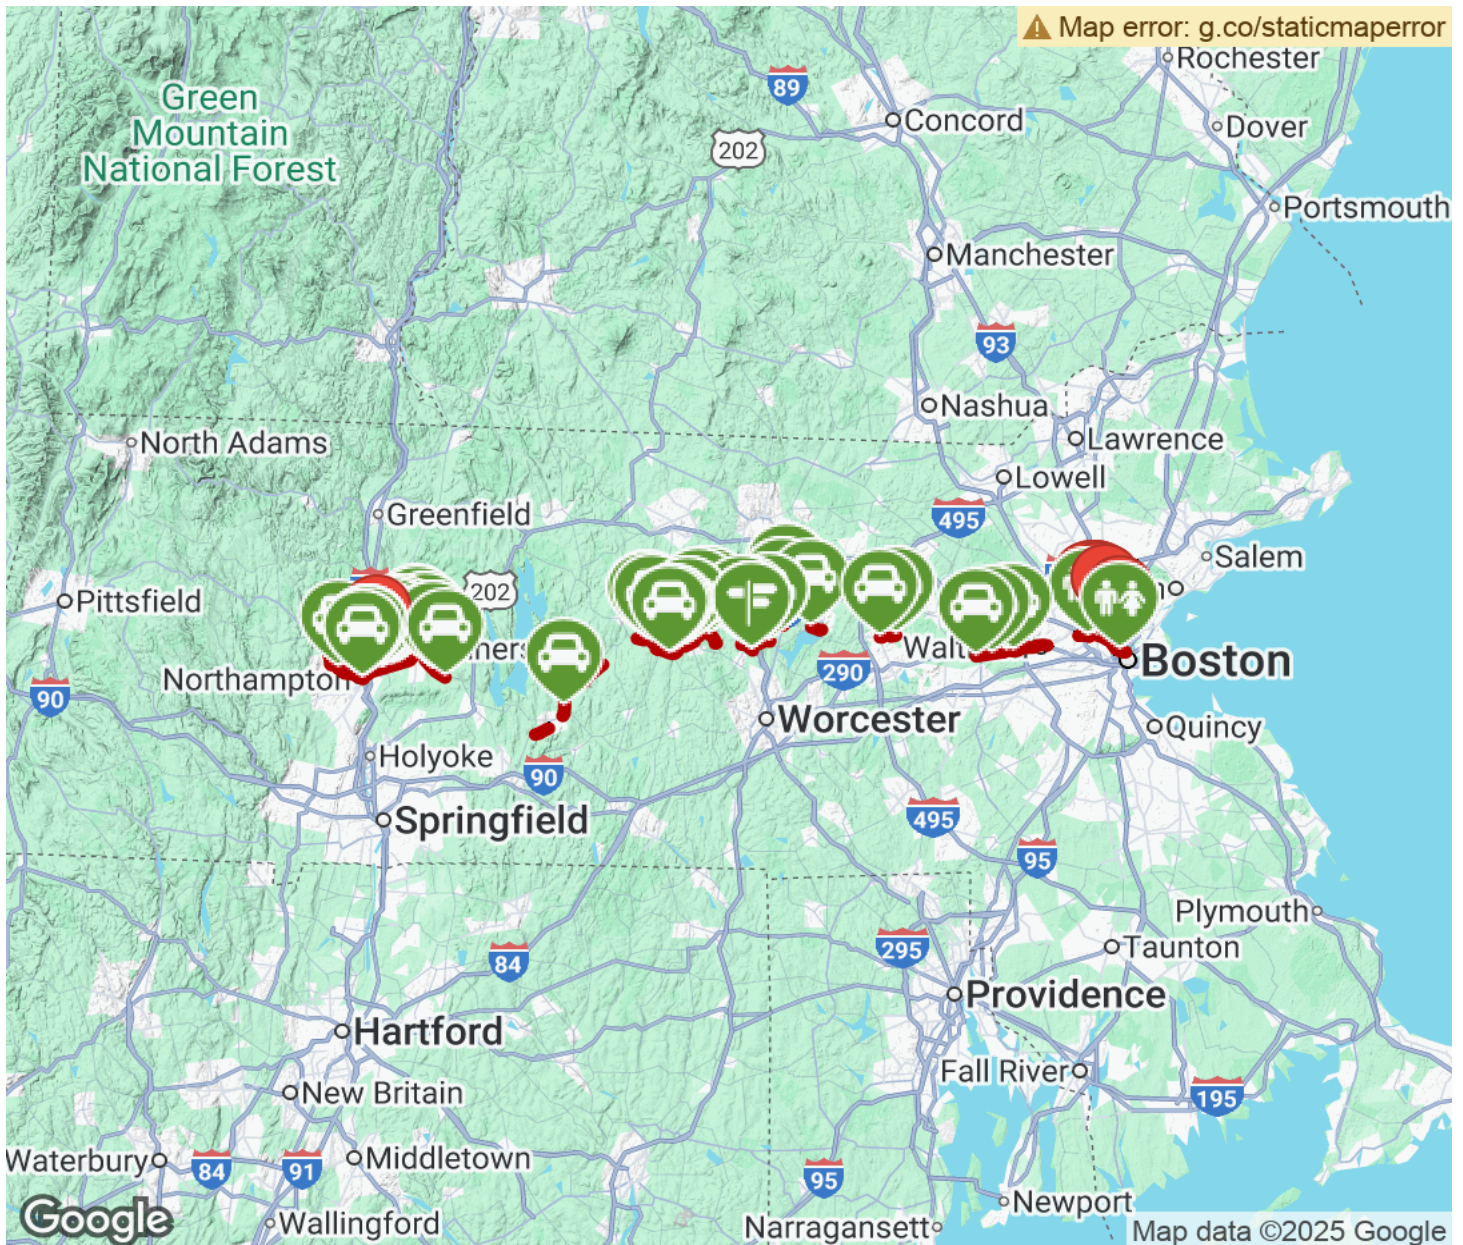 Map error: g.co/staticmaperror
Rochester
89
Green
Mountain
National Forest
Concord
Dover
202
Portsmouth
Manchester
93
Nashua
North Adams
Lawrence
Lowell
Greenfield
495
Salem
202
Pittsfield
Northampton
290
Boston
90
Worcester
Quincy
Holyoke
90
Springfield
495
95
Plymouth
Taunton
295
84
Providence
Hartford
Fall River
New Britain
195
Waterbury
84
91
Middletown
95
Newport
Google
Wallingford
Narragansett
Map data ©2025 Google